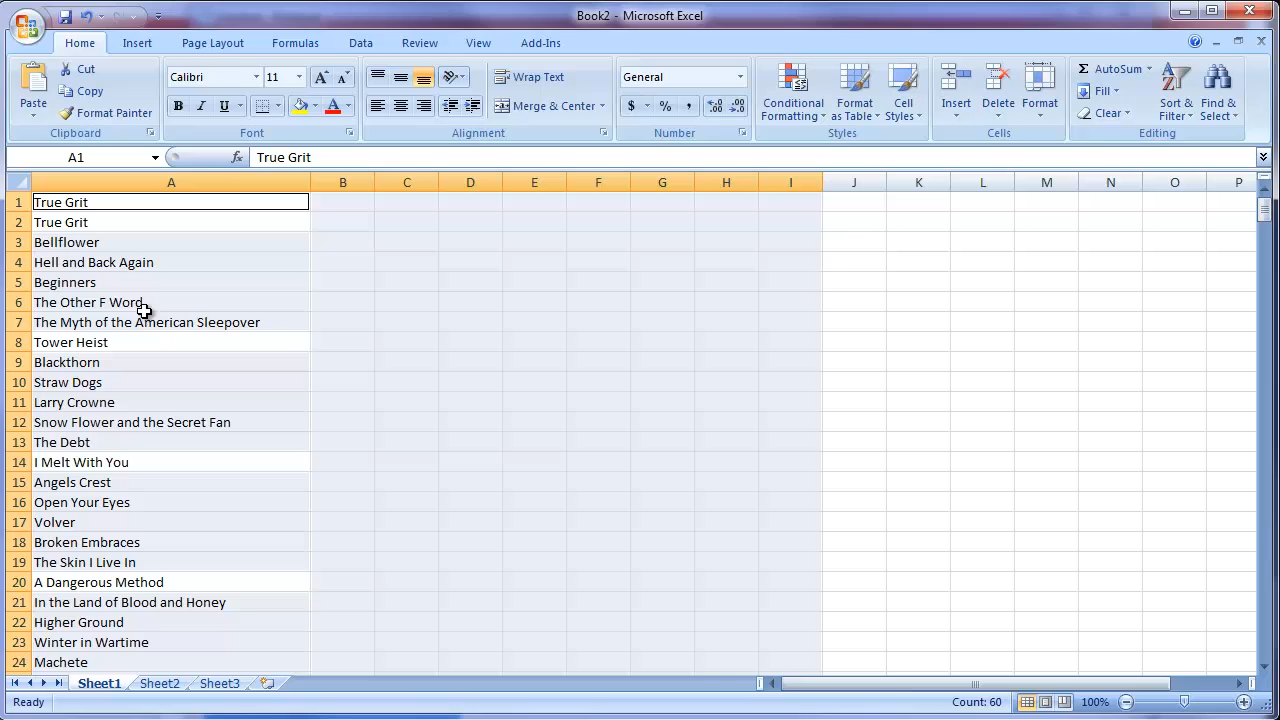 Book2 - Microsoft Excel
Home Insert Page Layout Formulas Data Review View Add-Ins
Paste
Cut
Copy
Format Painter
Clipboard
Calibri 11
B I U
Font
Wrap Text
Merge & Center
Alignment
General
$ % ,
Number
Conditional Formatting
Format as Table
Cell Styles
Styles
Insert
Delete
Format
Cells
Σ AutoSum
Fill
Clear
Sort & Filter
Find & Select
Editing
A1 fx True Grit
A B C D E F G H I J K L M N O P
1 True Grit
2 True Grit
3 Bellflower
4 Hell and Back Again
5 Beginners
6 The Other F Word
7 The Myth of the American Sleepover
8 Tower Heist
9 Blackthorn
10 Straw Dogs
11 Larry Crowne
12 Snow Flower and the Secret Fan
13 The Debt
14 I Melt With You
15 Angels Crest
16 Open Your Eyes
17 Volver
18 Broken Embraces
19 The Skin I Live In
20 A Dangerous Method
21 In the Land of Blood and Honey
22 Higher Ground
23 Winter in Wartime
24 Machete
Sheet1 Sheet2 Sheet3
Ready Count: 60 100%